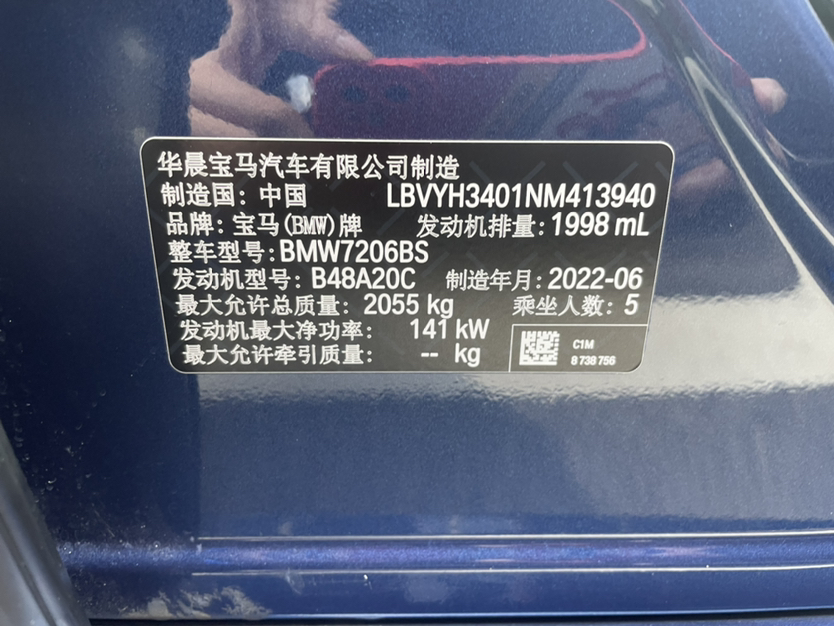 华晨宝马汽车有限公司制造
制造国：中国 LBVYH3401NM413940
品牌：宝马(BMW)牌 发动机排量：1998 mL
整车型号：BMW7206BS
发动机型号：B48A20C 制造年月：2022-06
最大允许总质量：2055 kg 乘坐人数：5
发动机最大净功率：141 kW
最大允许牵引质量：-- kg
C1M
8 738 756